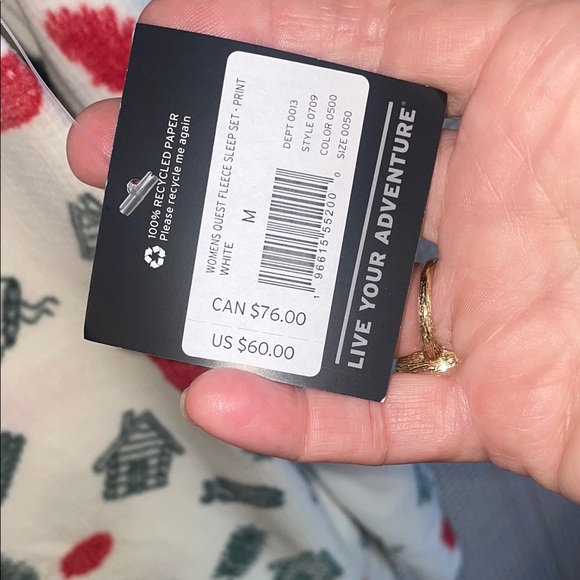 100% RECYCLED PAPER
Please recycle me again
WOMENS QUEST FLEECE SLEEP SET - PRINT
WHITE M
DEPT 0013
STYLE 0709
COLOR 0500
SIZE 0050
1 96615 55200 0
CAN $76.00
US $60.00
LIVE YOUR ADVENTURE®